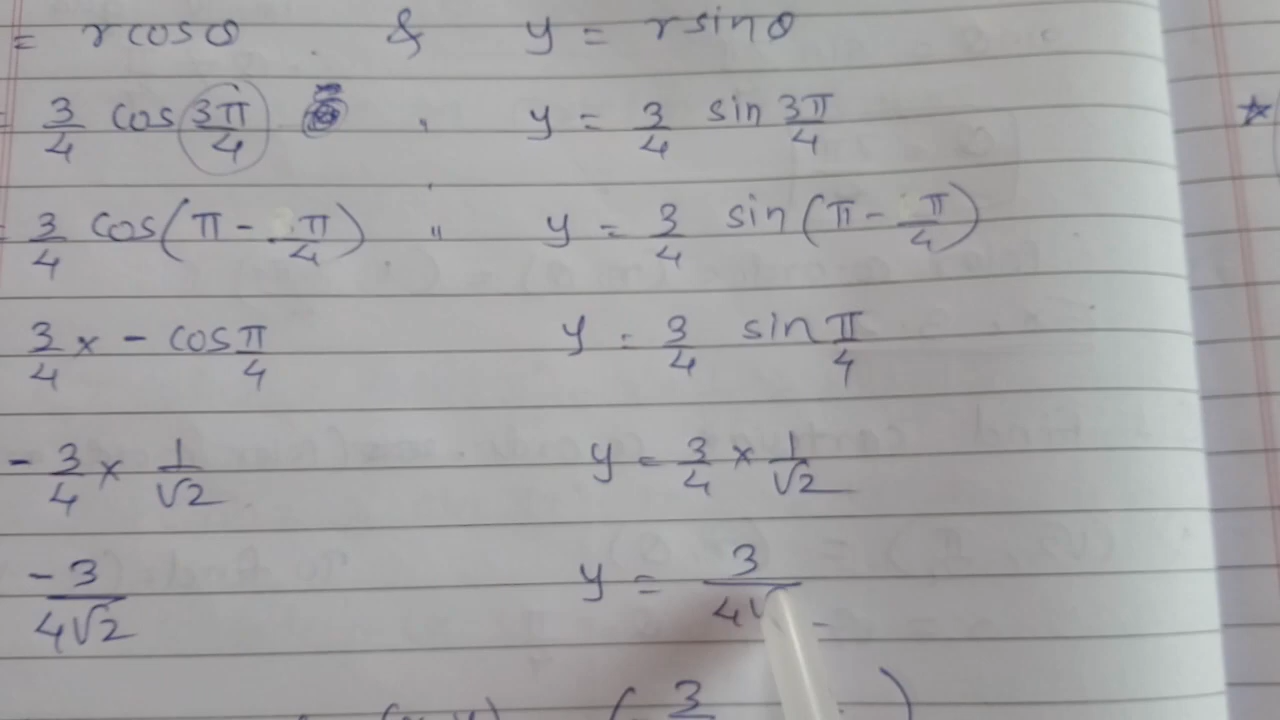 = r cosθ & y = r sinθ
= 3/4 cos 3π/4 , y = 3/4 sin 3π/4
= 3/4 cos(π - π/4) " y = 3/4 sin(π - π/4)
3/4 × - cos π/4 y = 3/4 sin π/4
- 3/4 × 1/√2 y = 3/4 × 1/√2
-3/4√2 y = 3/4√